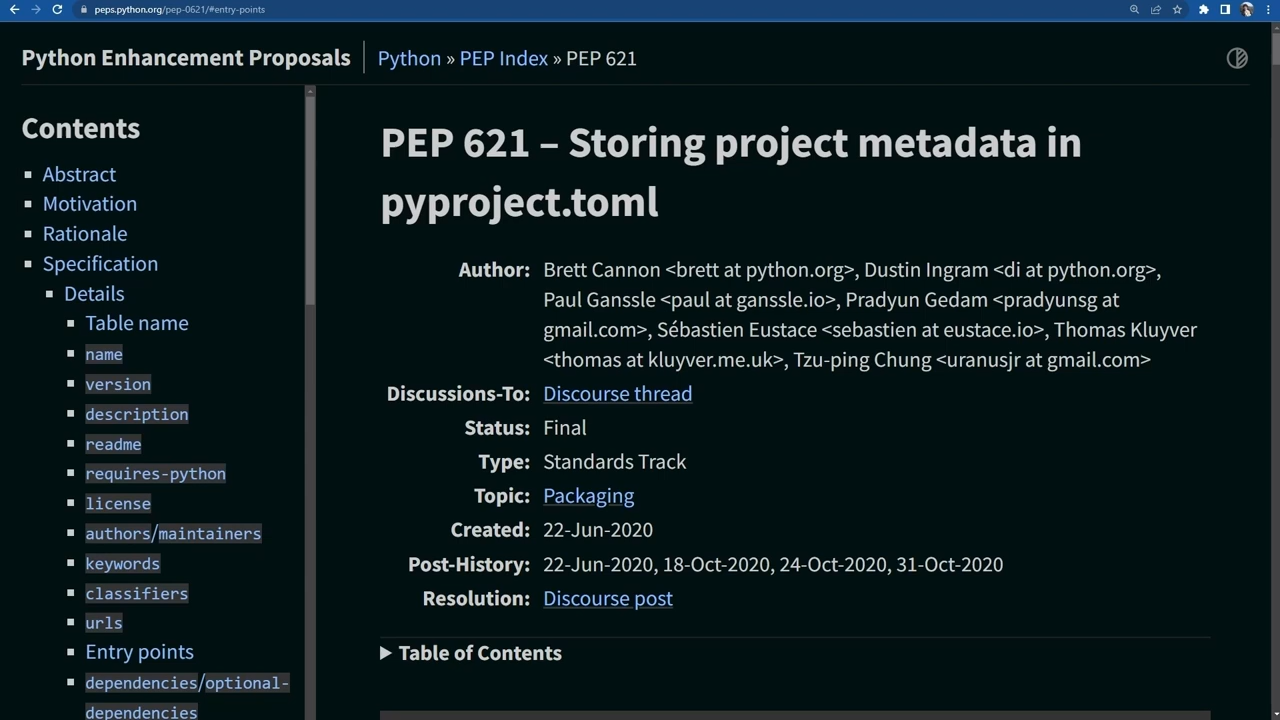 peps.python.org/pep-0621/#entry-points
Python Enhancement Proposals
Python » PEP Index » PEP 621
Contents
Abstract
Motivation
Rationale
Specification
Details
Table name
name
version
description
readme
requires-python
license
authors/maintainers
keywords
classifiers
urls
Entry points
dependencies/optional-
dependencies
PEP 621 – Storing project metadata in
pyproject.toml
Author: Brett Cannon <brett at python.org>, Dustin Ingram <di at python.org>,
Paul Ganssle <paul at ganssle.io>, Pradyun Gedam <pradyunsg at
gmail.com>, Sébastien Eustace <sebastien at eustace.io>, Thomas Kluyver
<thomas at kluyver.me.uk>, Tzu-ping Chung <uranusjr at gmail.com>
Discussions-To: Discourse thread
Status: Final
Type: Standards Track
Topic: Packaging
Created: 22-Jun-2020
Post-History: 22-Jun-2020, 18-Oct-2020, 24-Oct-2020, 31-Oct-2020
Resolution: Discourse post
Table of Contents